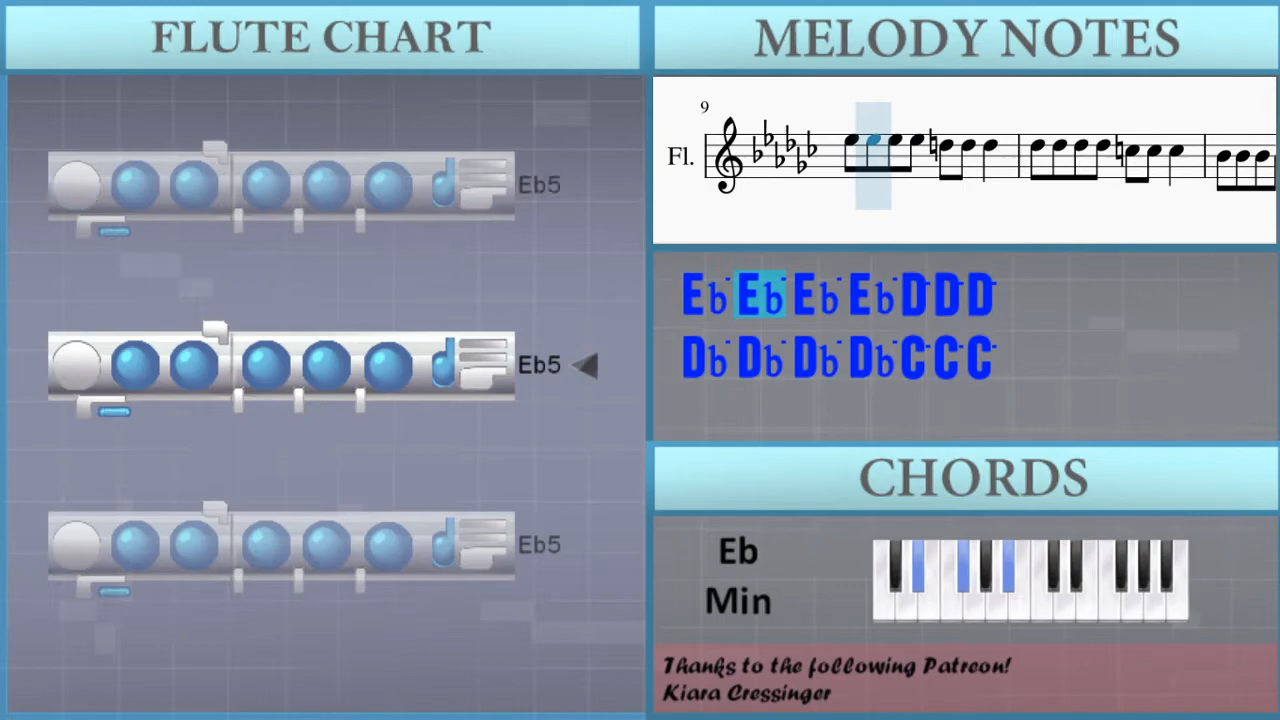 FLUTE CHART
Eb5
Eb5
Eb5
MELODY NOTES
9
Fl.
Eb˙ Eb˙ Eb˙ Eb˙ D˙ D˙ D˙
Db˙ Db˙ Db˙ Db˙ C˙ C˙ C˙
CHORDS
Eb
Min
Thanks to the following Patreon!
Kiara Cressinger